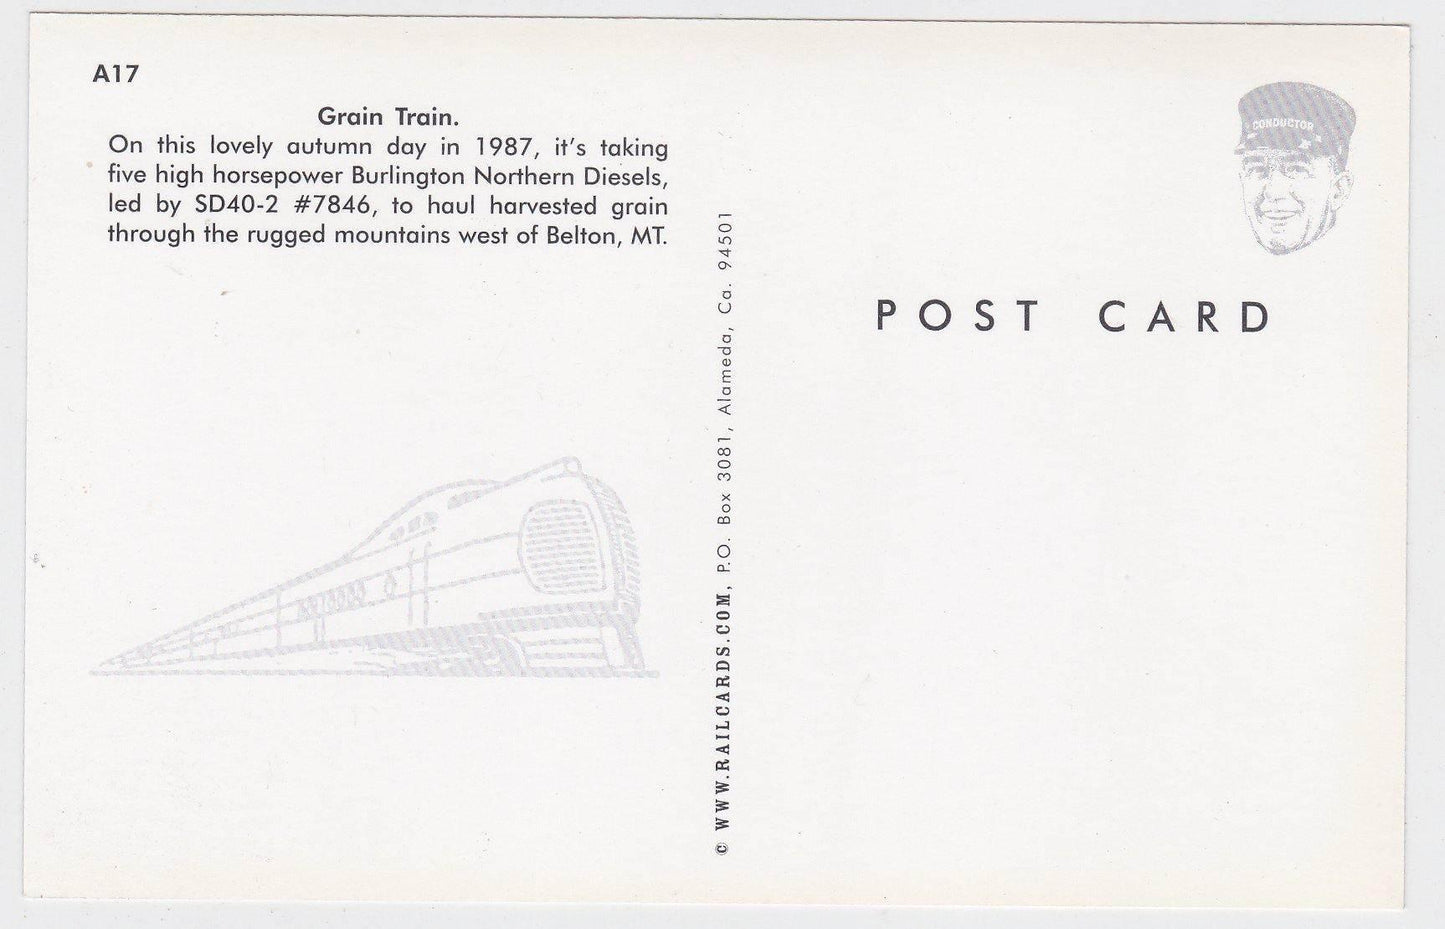 A17
Grain Train.
On this lovely autumn day in 1987, it's taking
five high horsepower Burlington Northern Diesels,
led by SD40-2 #7846, to haul harvested grain
through the rugged mountains west of Belton, MT.
© WWW.RAILCARDS.COM, P.O. Box 3081, Alameda, Ca. 94501
CONDUCTOR
POST CARD